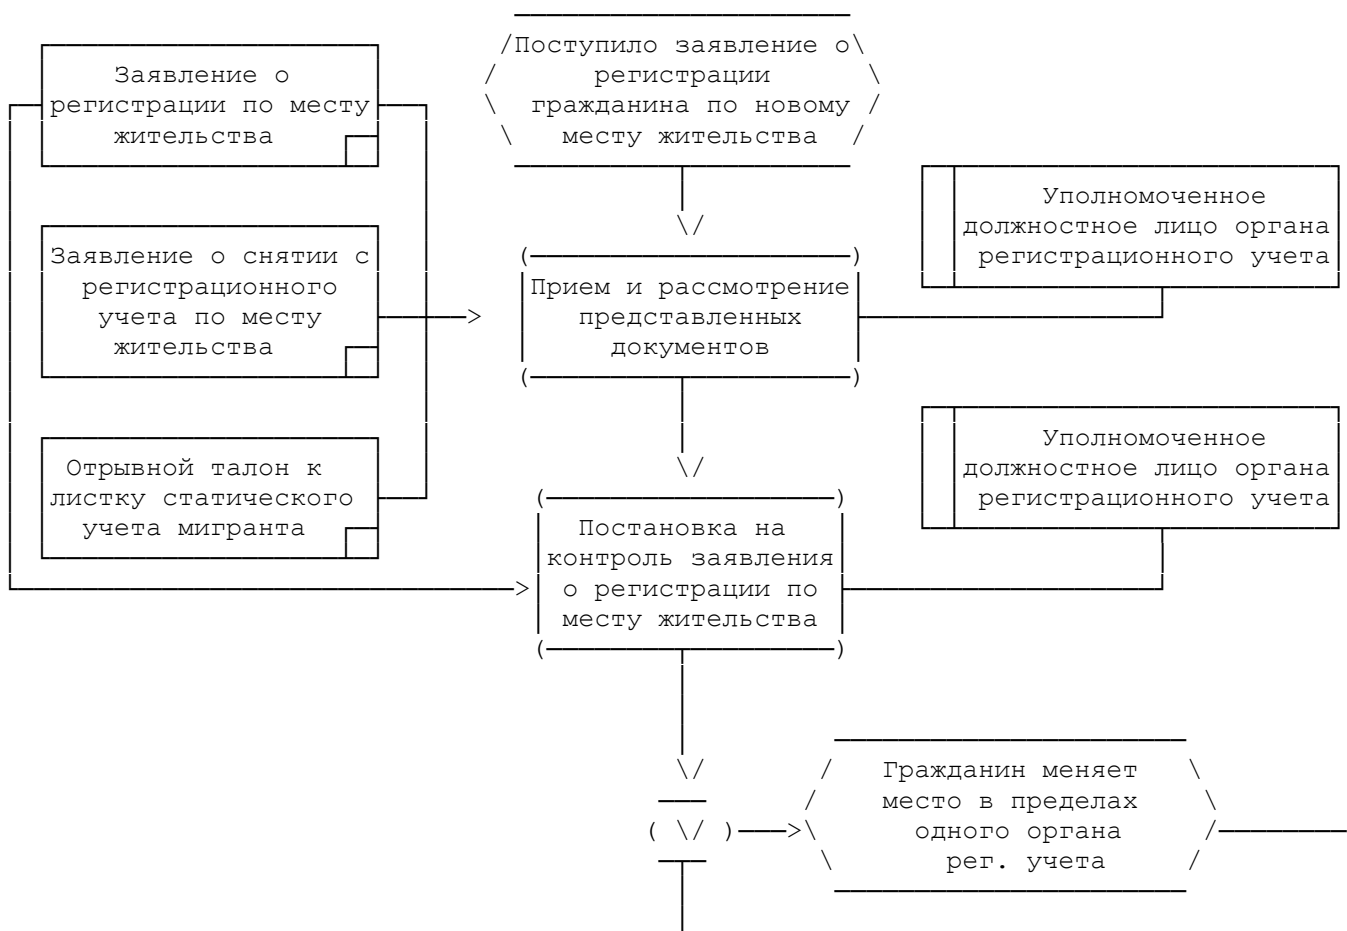 Поступило заявление о
регистрации
гражданина по новому
месту жительства
Заявление о
регистрации по месту
жительства
Уполномоченное
должностное лицо органа
регистрационного учета
Заявление о снятии с
регистрационного
учета по месту
жительства
Прием и рассмотрение
представленных
документов
Уполномоченное
должностное лицо органа
регистрационного учета
Отрывной талон к
листку статического
учета мигранта
Постановка на
контроль заявления
о регистрации по
месту жительства
Гражданин меняет
место в пределах
одного органа
рег. учета